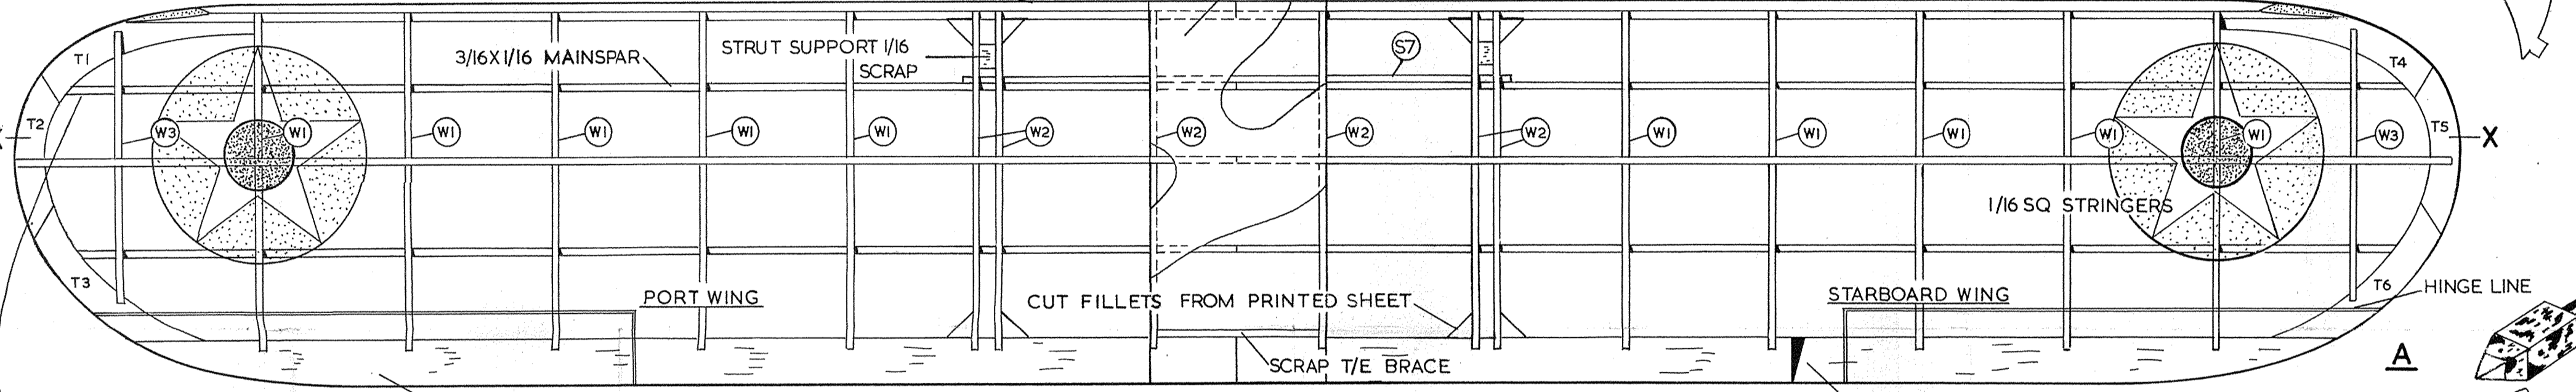 T1
3/16X1/16 MAINSPAR
STRUT SUPPORT 1/16
SCRAP
S7
T4
T2
W3
W1
W1
W1
W1
W1
W2
W2
W2
W2
W1
W1
W1
W1
W1
W3
T5
X
1/16 SQ STRINGERS
T3
PORT WING
CUT FILLETS FROM PRINTED SHEET
STARBOARD WING
T6
HINGE LINE
SCRAP T/E BRACE
A